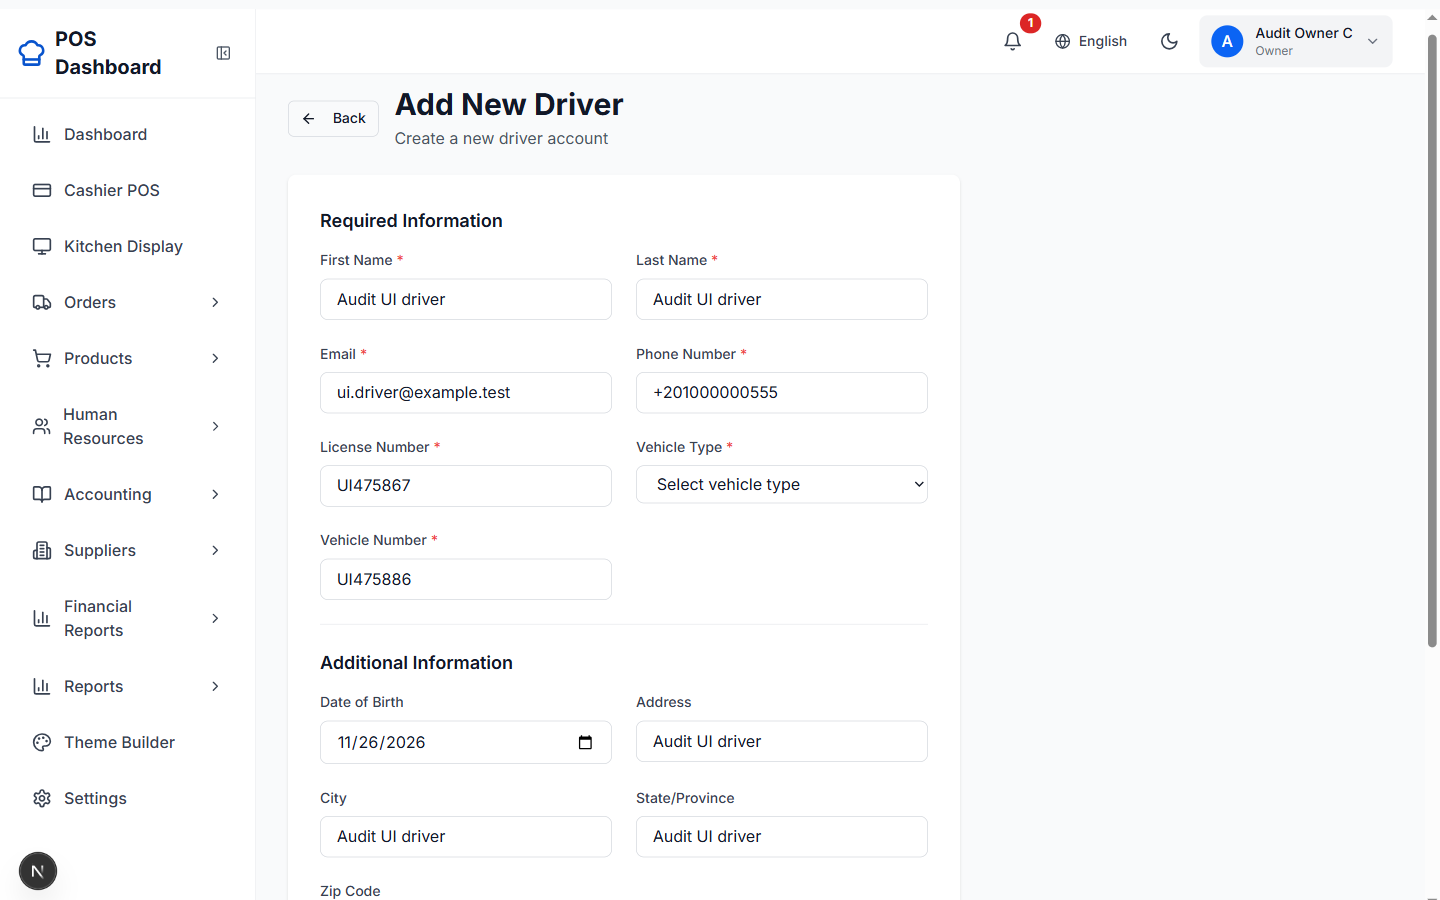 POS
Dashboard
1
English
A
Audit Owner C
Owner
Dashboard
Cashier POS
Kitchen Display
Orders
Products
Human
Resources
Accounting
Suppliers
Financial
Reports
Reports
Theme Builder
Settings
N
Back
Add New Driver
Create a new driver account
Required Information
First Name *
Last Name *
Audit UI driver
Audit UI driver
Email *
Phone Number *
ui.driver@example.test
+201000000555
License Number *
Vehicle Type *
UI475867
Select vehicle type
Vehicle Number *
UI475886
Additional Information
Date of Birth
Address
11/26/2026
Audit UI driver
City
State/Province
Audit UI driver
Audit UI driver
Zip Code